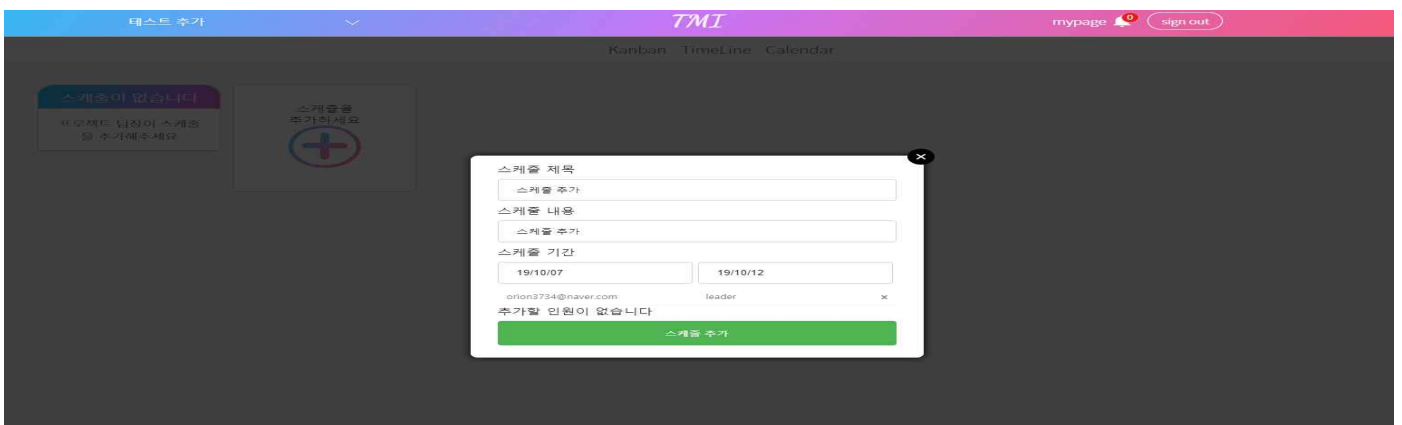 테스트 추가
TMI
mypage
0
sign out
Kanban TimeLine Calendar
스케줄이 없습니다
프로젝트 팀장이 스케줄
을 추가해주세요
스케줄을
추가하세요
스케줄 제목
스케줄 추가
스케줄 내용
스케줄 추가
스케줄 기간
19/10/07 19/10/12
orion3734@naver.com leader ×
추가할 인원이 없습니다
스케줄 추가